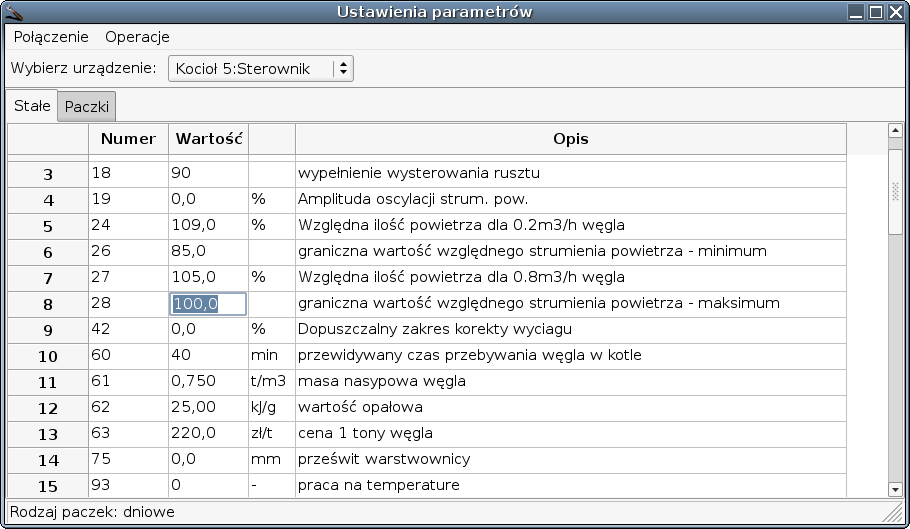 Ustawienia parametrów
Połączenie Operacje
Wybierz urządzenie: Kocioł 5:Sterownik
Stałe Paczki
Numer Wartość Opis
3 18 90 wypełnienie wysterowania rusztu
4 19 0,0 % Amplituda oscylacji strum. pow.
5 24 109,0 % Względna ilość powietrza dla 0.2m3/h węgla
6 26 85,0 graniczna wartość względnego strumienia powietrza - minimum
7 27 105,0 % Względna ilość powietrza dla 0.8m3/h węgla
8 28 100,0 graniczna wartość względnego strumienia powietrza - maksimum
9 42 0,0 % Dopuszczalny zakres korekty wyciagu
10 60 40 min przewidywany czas przebywania węgla w kotle
11 61 0,750 t/m3 masa nasypowa węgla
12 62 25,00 kJ/g wartość opałowa
13 63 220,0 zł/t cena 1 tony węgla
14 75 0,0 mm prześwit warstwownicy
15 93 0 - praca na temperature
Rodzaj paczek: dniowe